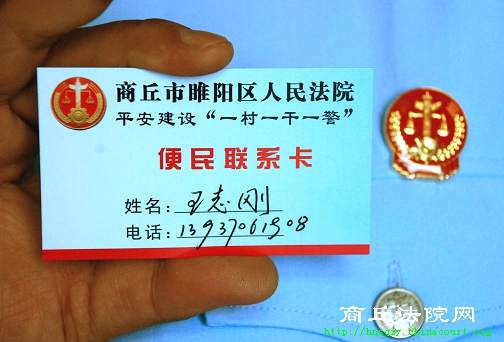 商丘市睢阳区人民法院
平安建设“一村一干一警”
便民联系卡
姓名：王志刚
电话：13937061908
商丘法院网